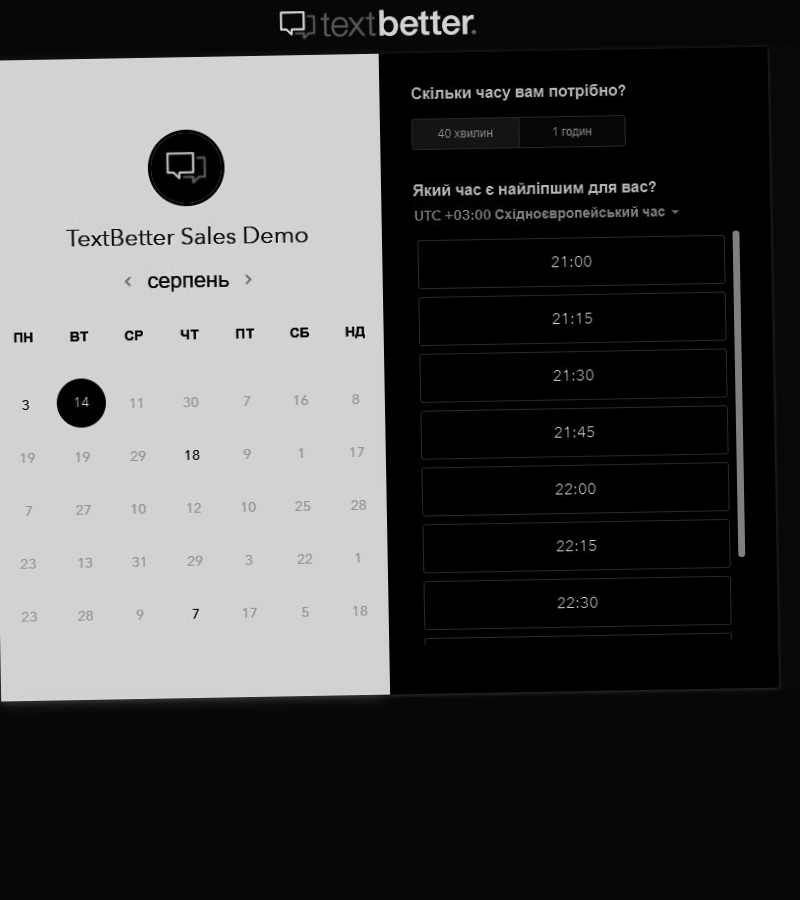 textbetter.
TextBetter Sales Demo
серпень
ПН ВТ СР ЧТ ПТ СБ НД
3 14 11 30 7 16 8
19 19 29 18 9 1 17
7 27 10 12 10 25 28
23 13 31 29 3 22 1
23 28 9 7 17 5 18
Скільки часу вам потрібно?
40 хвилин 1 годин
Який час є найліпшим для вас?
UTC +03:00 Східноєвропейський час
21:00
21:15
21:30
21:45
22:00
22:15
22:30